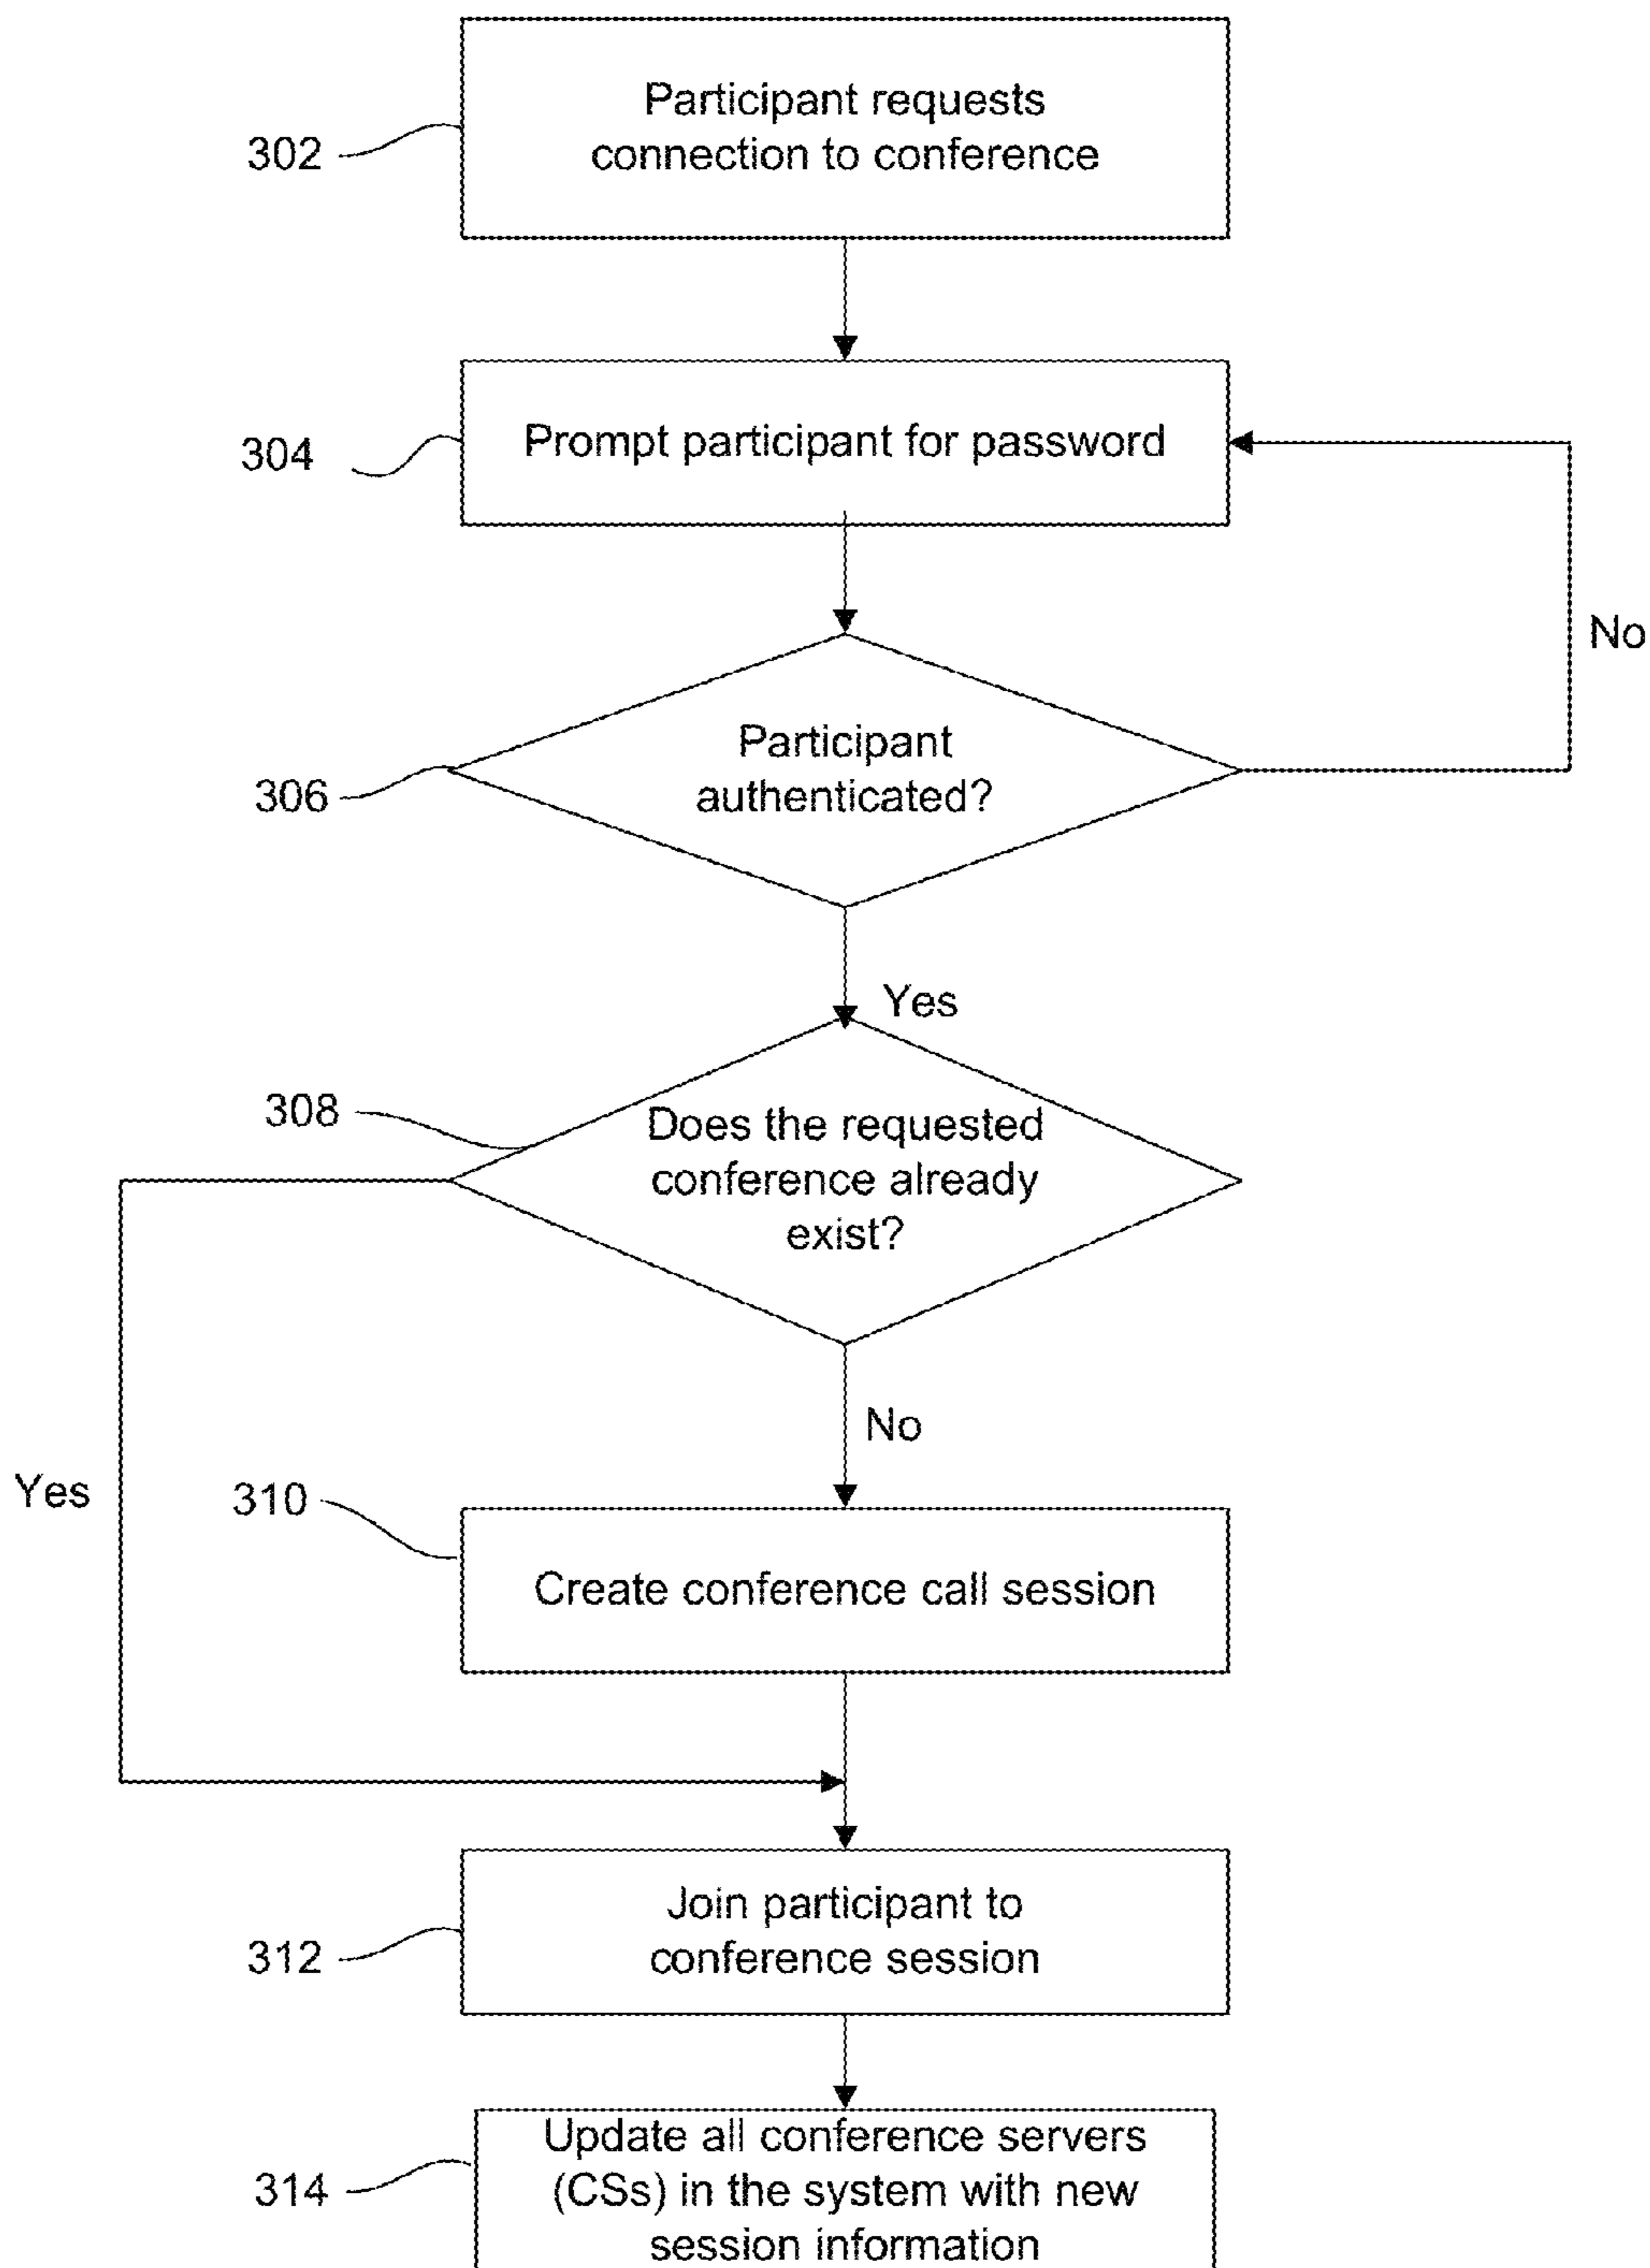 Participant requests
connection to conference
302
Prompt participant for password
304
No
Participant
authenticated?
306
Yes
308
Does the requested
conference already
exist?
No
Yes
310
Create conference call session
Join participant to
conference session
312
Update all conference servers
(CSs) in the system with new
session information
314